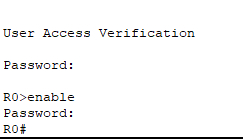 User Access Verification
Password:
R0>enable
Password:
R0#